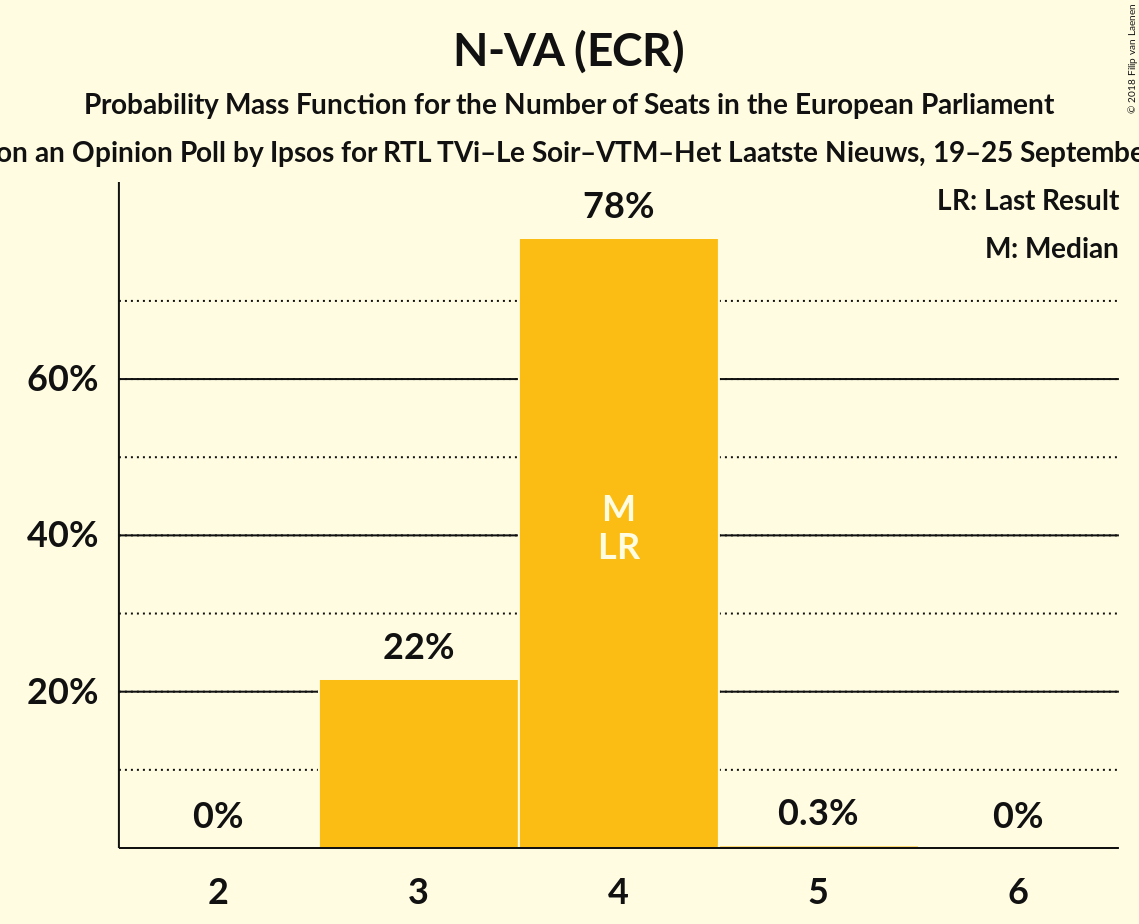 © 2018 Filip van Laenen
N-VA (ECR)
Probability Mass Function for the Number of Seats in the European Parliament
on an Opinion Poll by Ipsos for RTL TVi–Le Soir–VTM–Het Laatste Nieuws, 19–25 Septembe
LR: Last Result
M: Median
78%
60%
40%
20%
M
LR
22%
0%
0.3%
0%
2 3 4 5 6